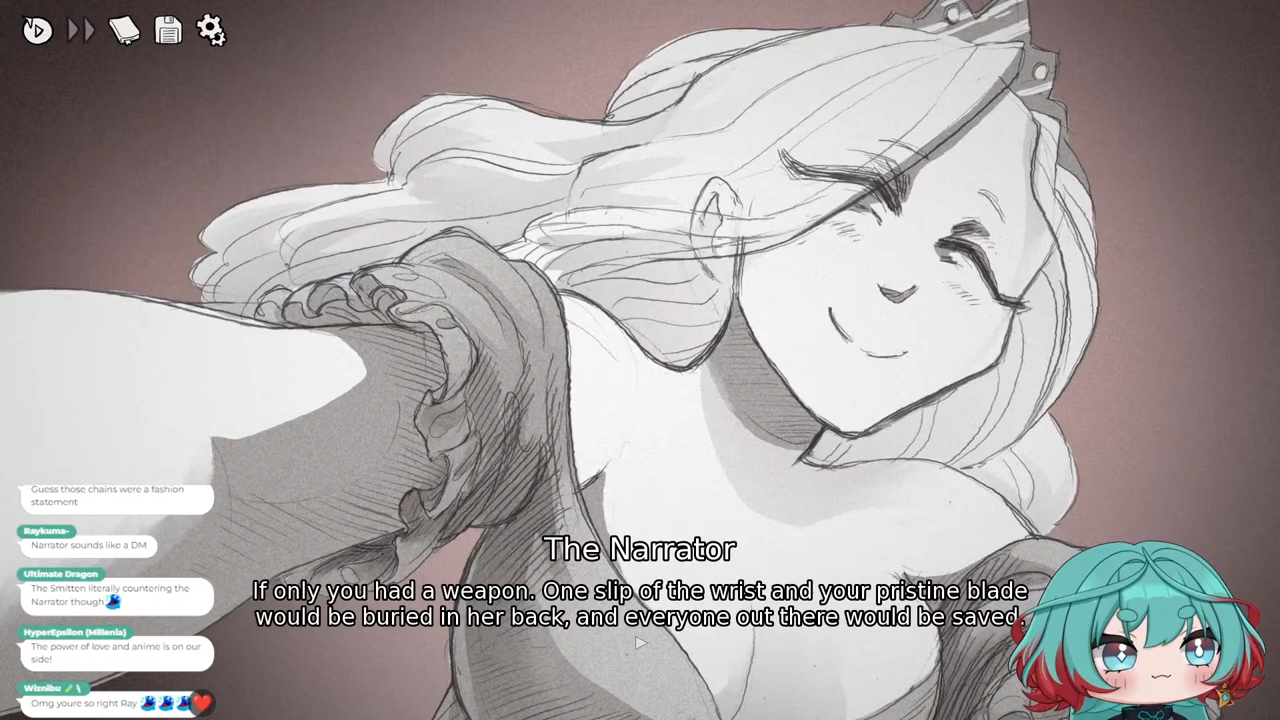 Guess those chains were a fashion
statement
Raykuma-
Narrator sounds like a DM
Ultimate Dragon
The Smitten literally countering the
Narrator though
HyperEpsilon (Millenia)
The power of love and anime is on our
side!
Wiznibu
Omg youre so right Ray
The Narrator
If only you had a weapon. One slip of the wrist and your pristine blade
would be buried in her back, and everyone out there would be saved.